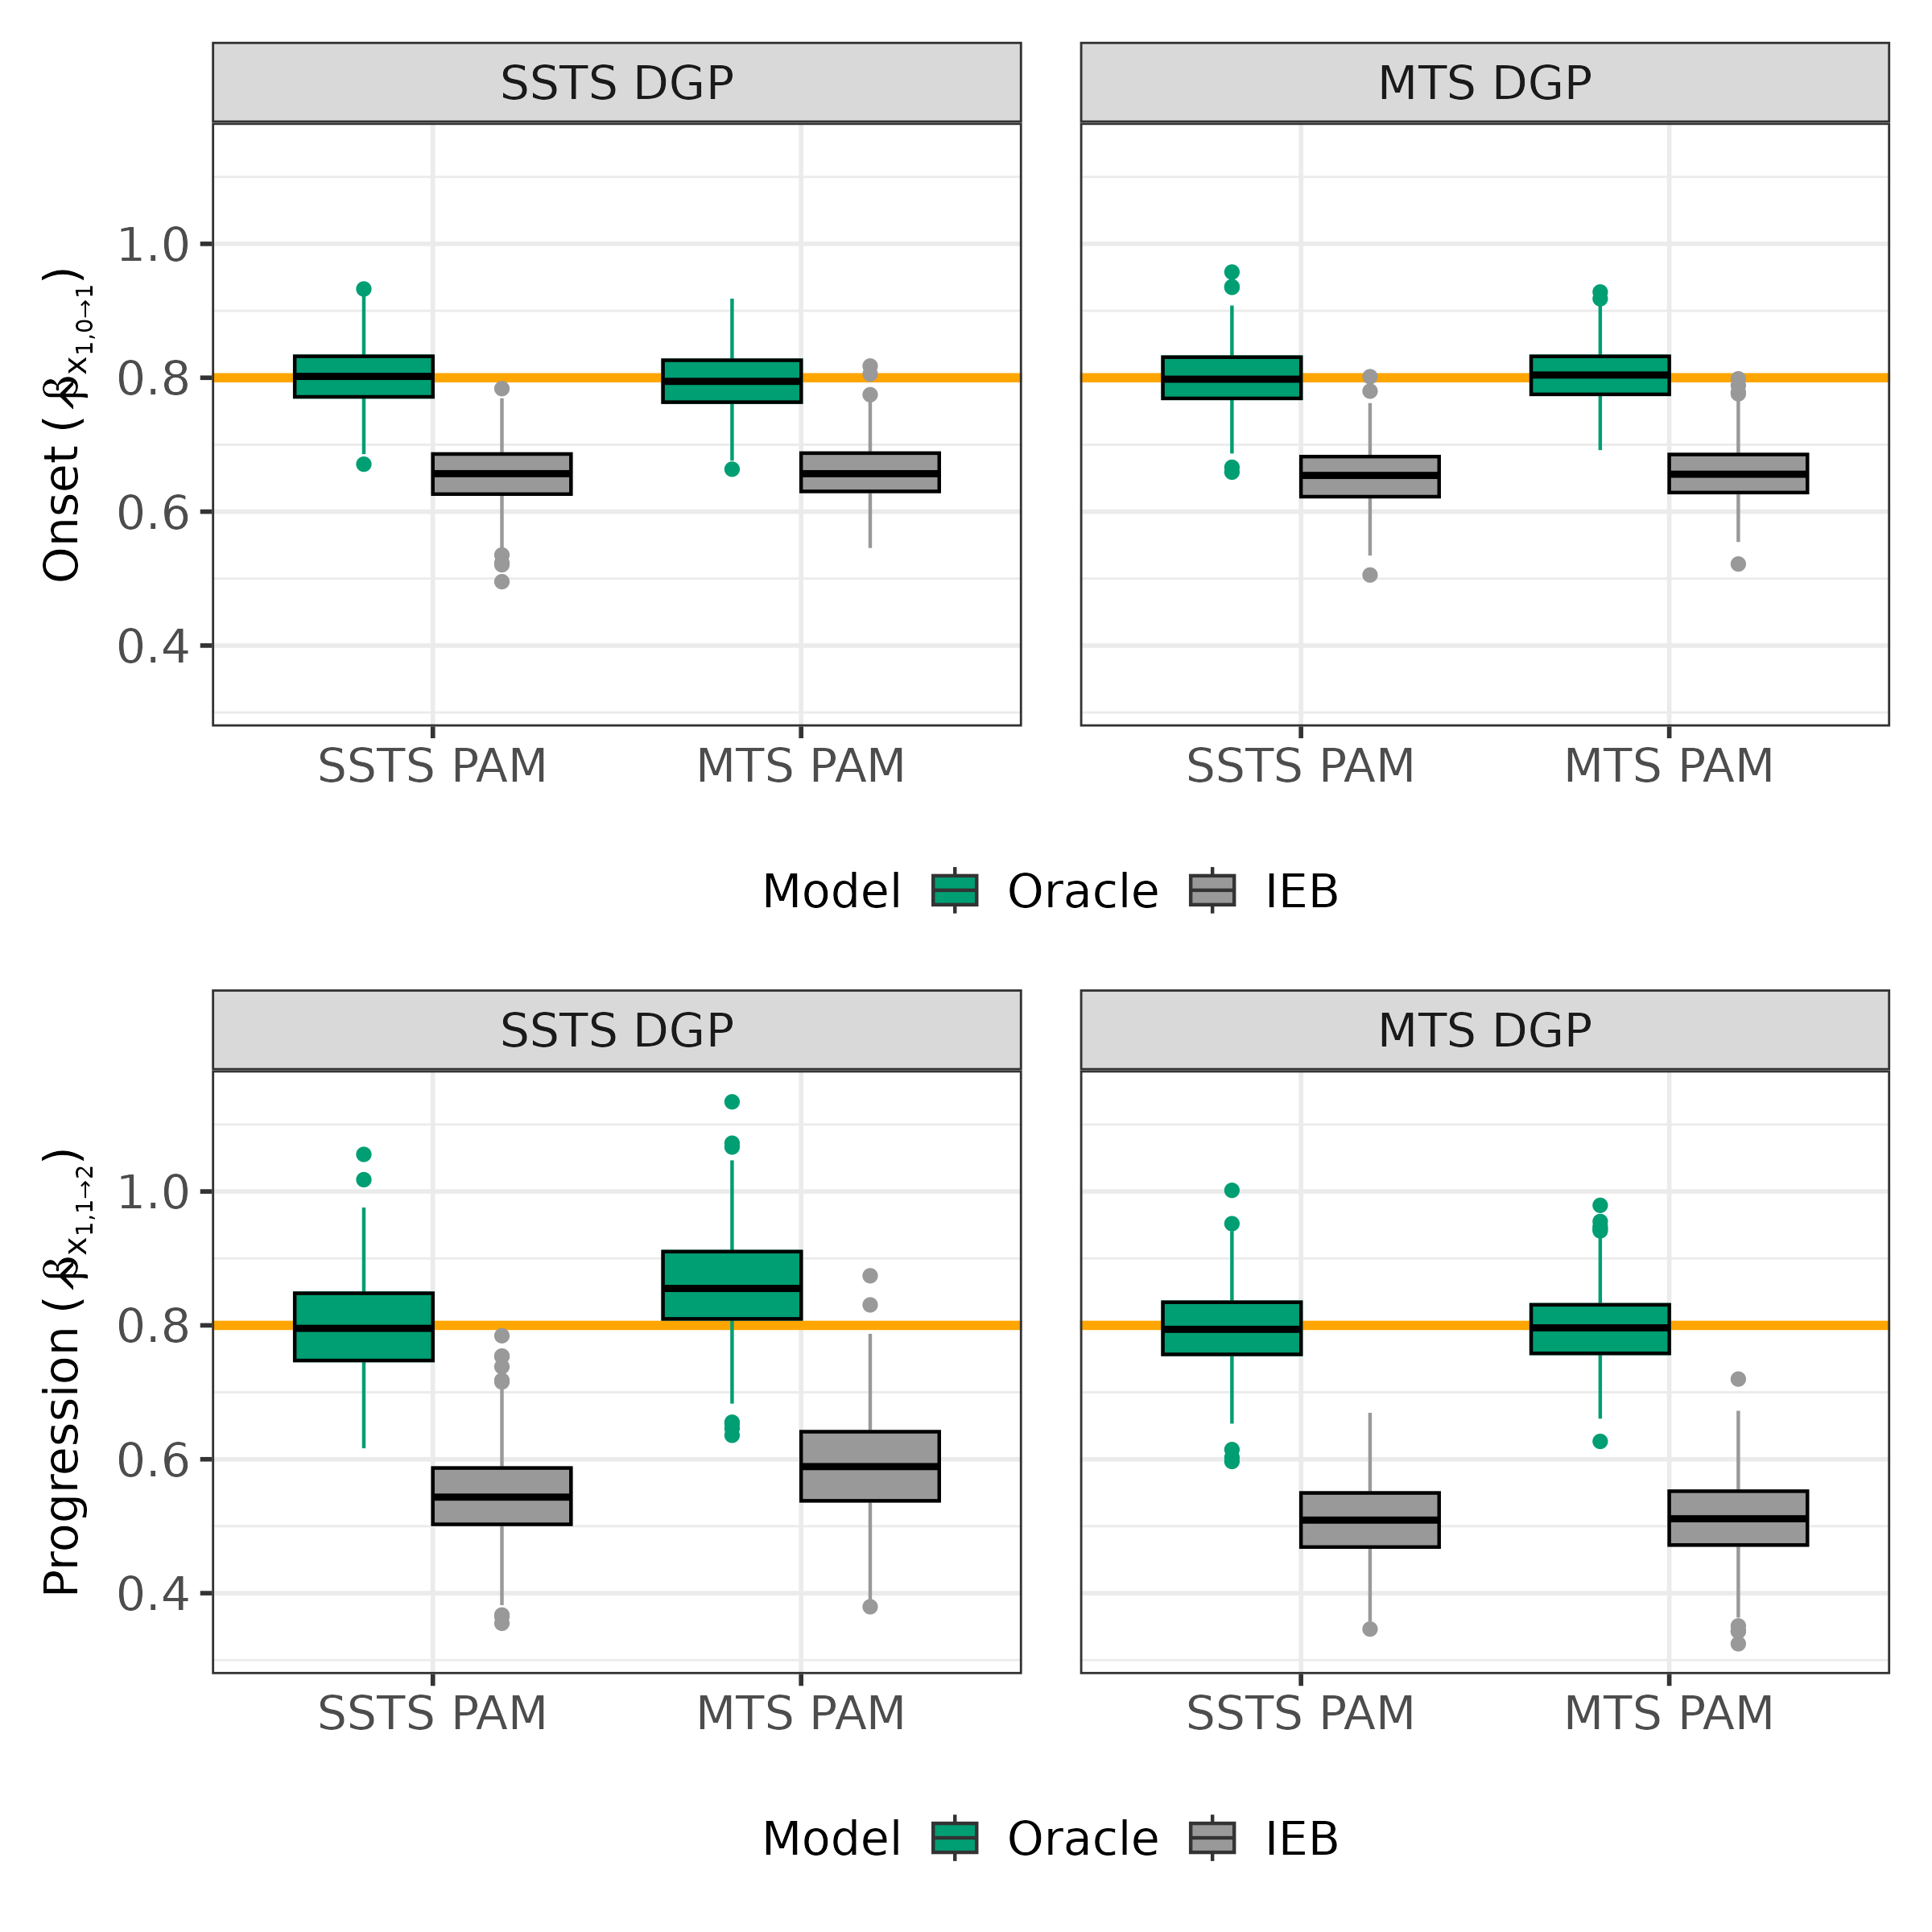 SSTS DGP
MTS DGP
Onset (β̂x1,0→1)
1.0
0.8
0.6
0.4
SSTS PAM
MTS PAM
SSTS PAM
MTS PAM
Model Oracle IEB
SSTS DGP
MTS DGP
Progression (β̂x1,1→2)
1.0
0.8
0.6
0.4
SSTS PAM
MTS PAM
SSTS PAM
MTS PAM
Model Oracle IEB